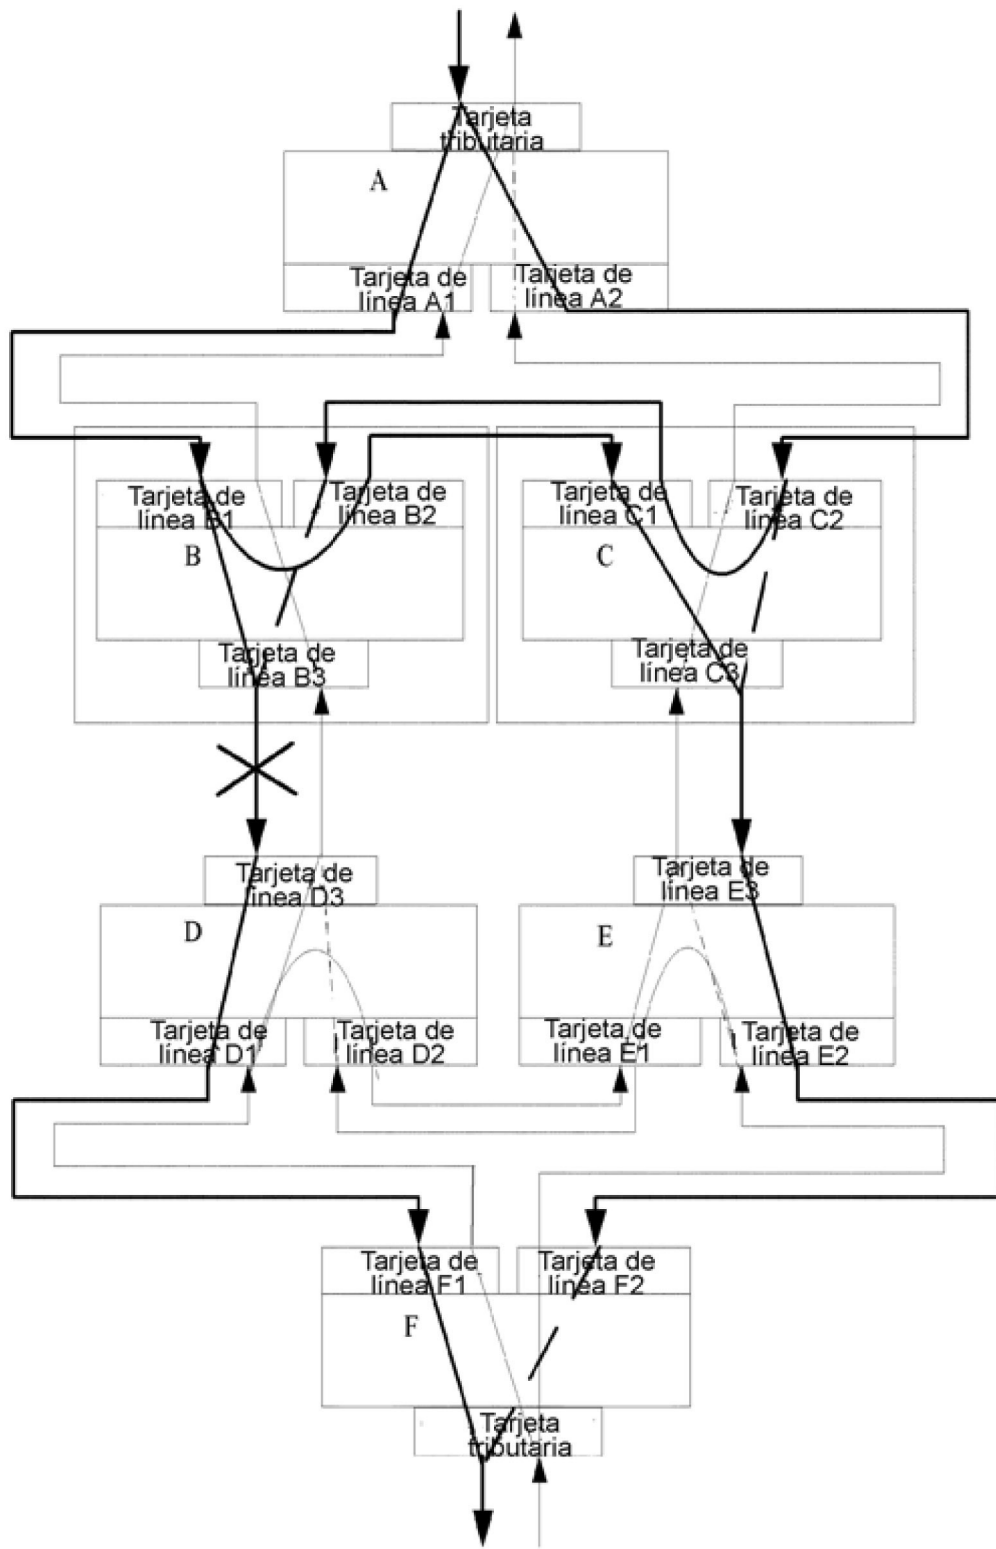 Tarjeta
tributaria
A
Tarjeta de
línea A1
Tarjeta de
línea A2
Tarjeta de
línea B1
Tarjeta de
línea B2
B
Tarjeta de
línea B3
Tarjeta de
línea C1
Tarjeta de
línea C2
C
Tarjeta de
línea C3
Tarjeta de
línea D3
D
Tarjeta de
línea D1
Tarjeta de
línea D2
Tarjeta de
línea E3
E
Tarjeta de
línea E1
Tarjeta de
línea E2
Tarjeta de
línea F1
Tarjeta de
línea F2
F
Tarjeta
tributaria